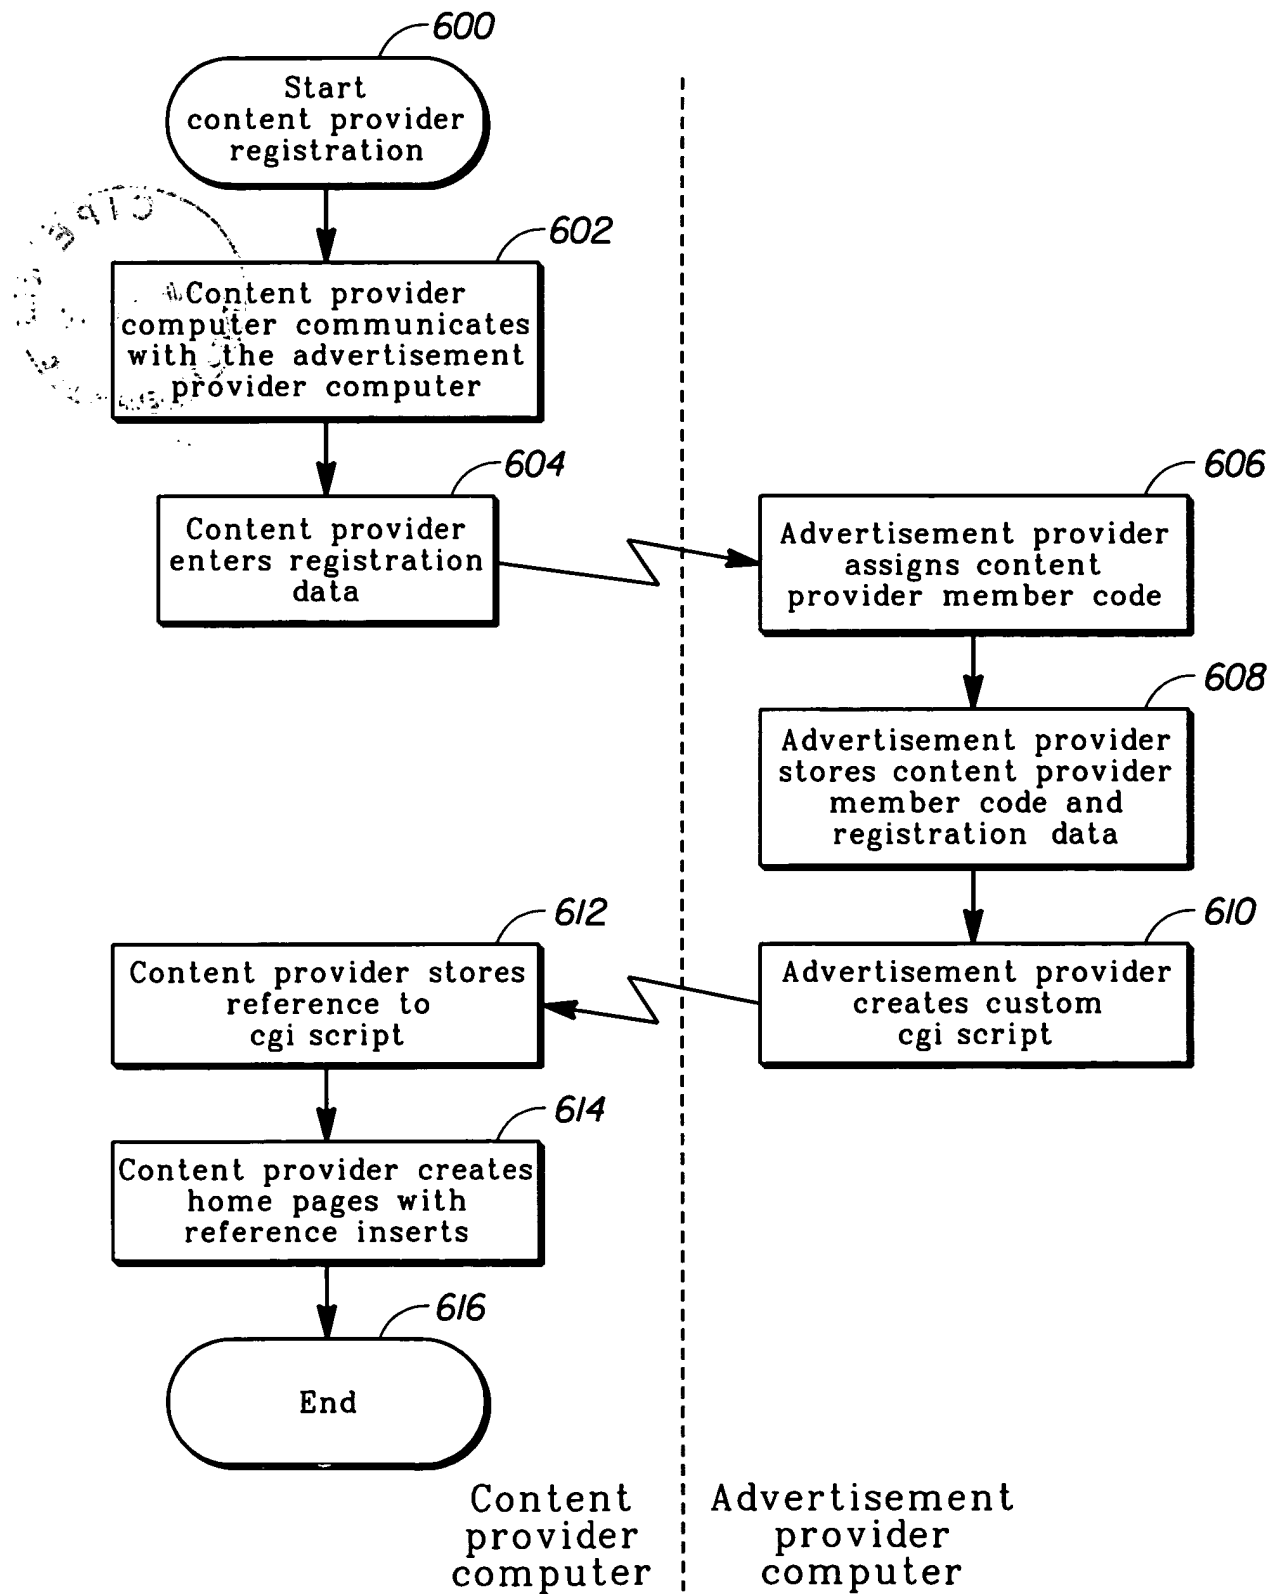 600
Start
content provider
registration
602
Content provider
computer communicates
with the advertisement
provider computer
604
Content provider
enters registration
data
606
Advertisement provider
assigns content
provider member code
608
Advertisement provider
stores content provider
member code and
registration data
610
Advertisement provider
creates custom
cgi script
612
Content provider stores
reference to
cgi script
614
Content provider creates
home pages with
reference inserts
616
End
Content
provider
computer
Advertisement
provider
computer